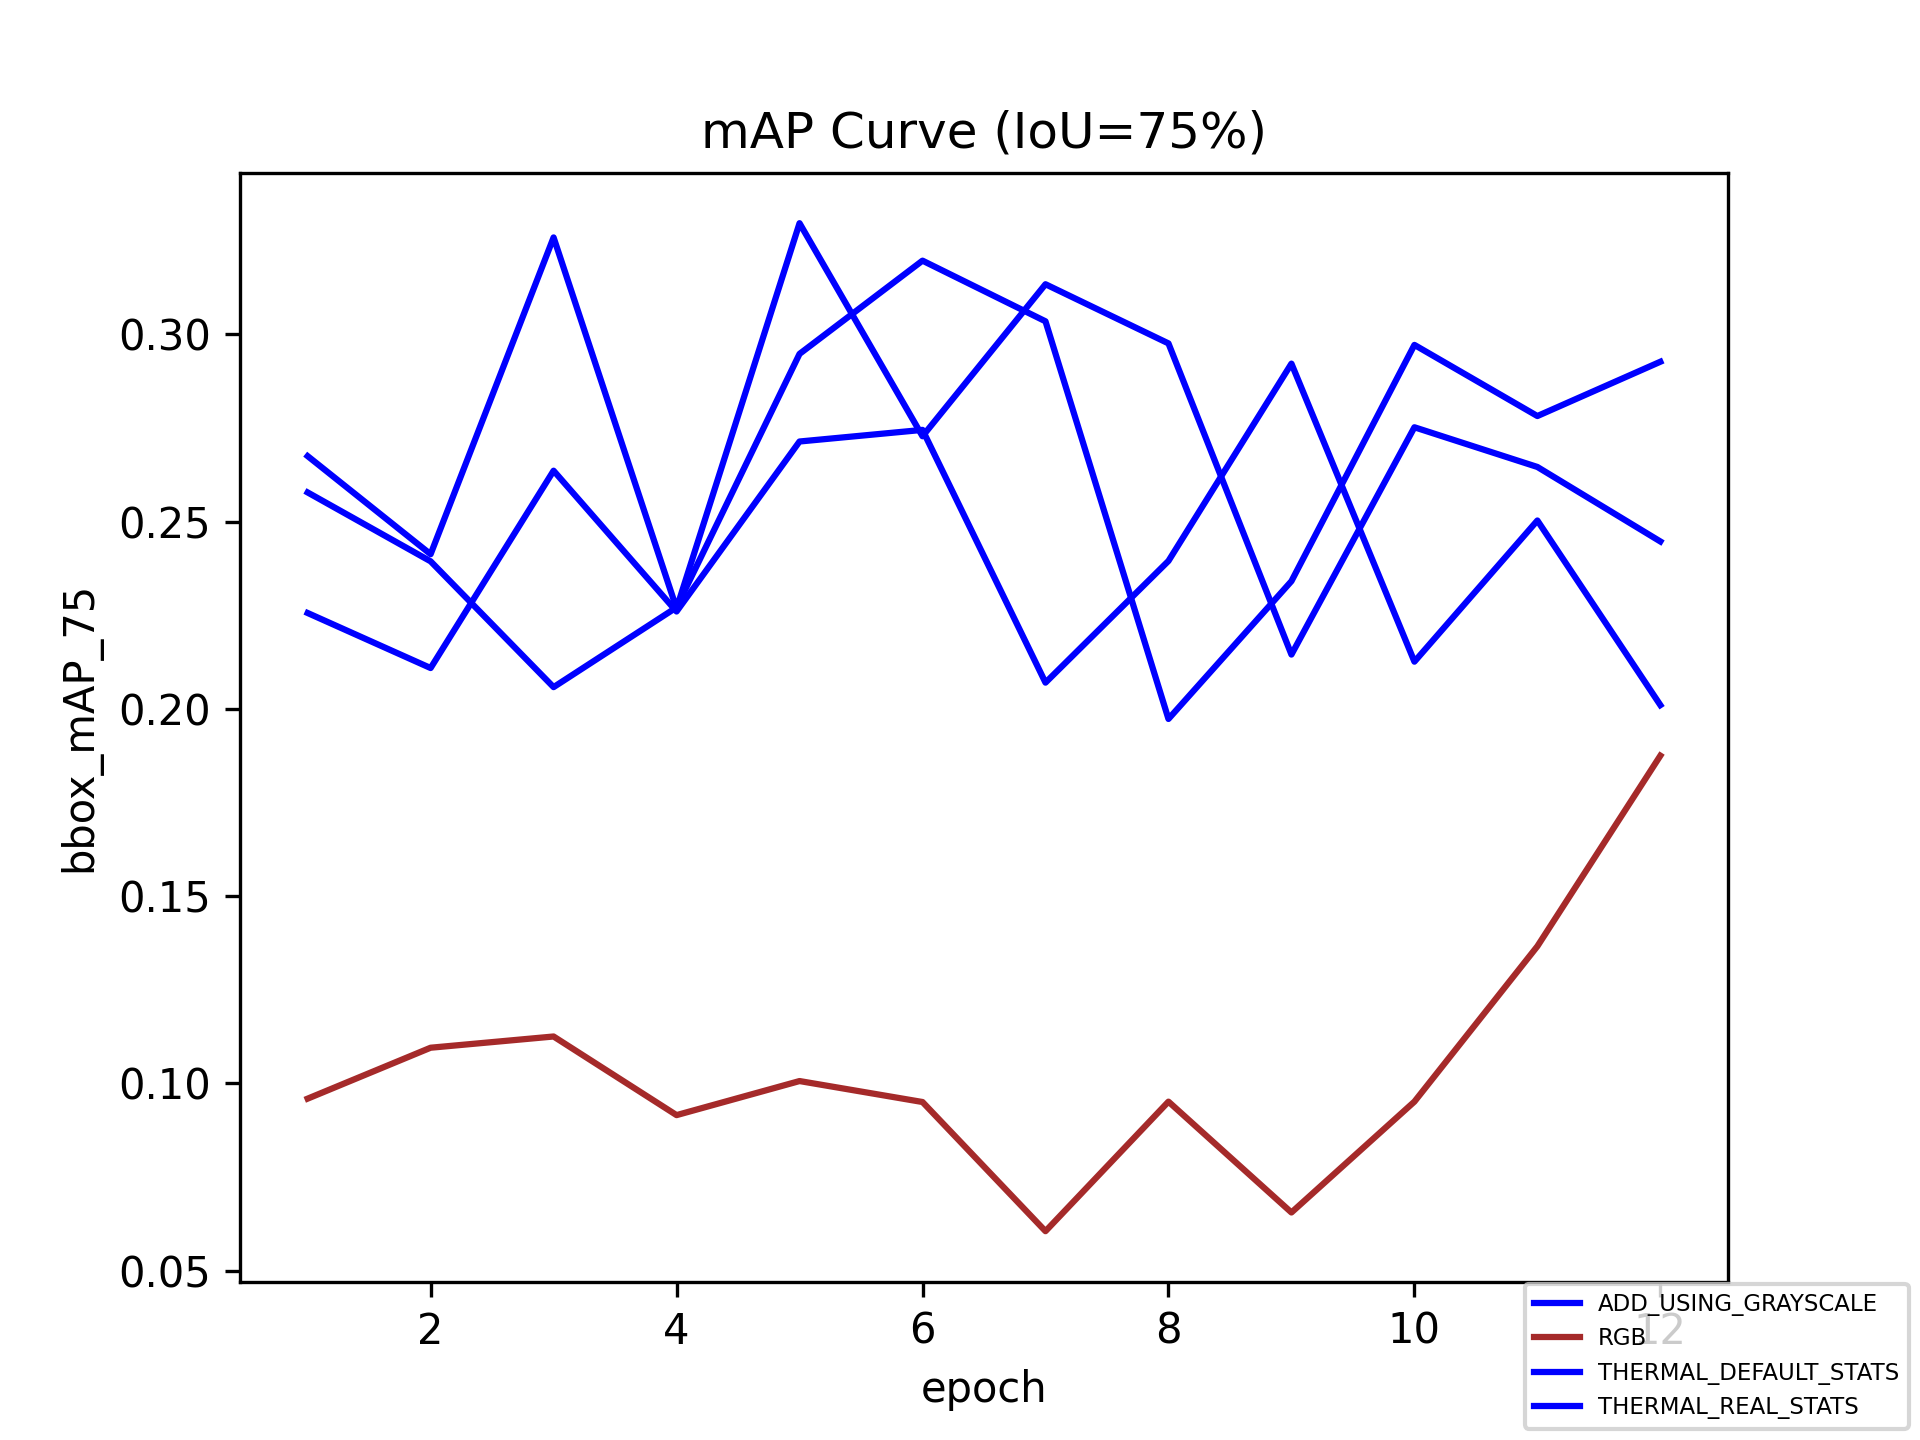 mAP Curve (IoU=75%)
bbox_mAP_75
0.30
0.25
0.20
0.15
0.10
0.05
2 4 6 8 10 12
epoch
ADD_USING_GRAYSCALE
RGB
THERMAL_DEFAULT_STATS
THERMAL_REAL_STATS